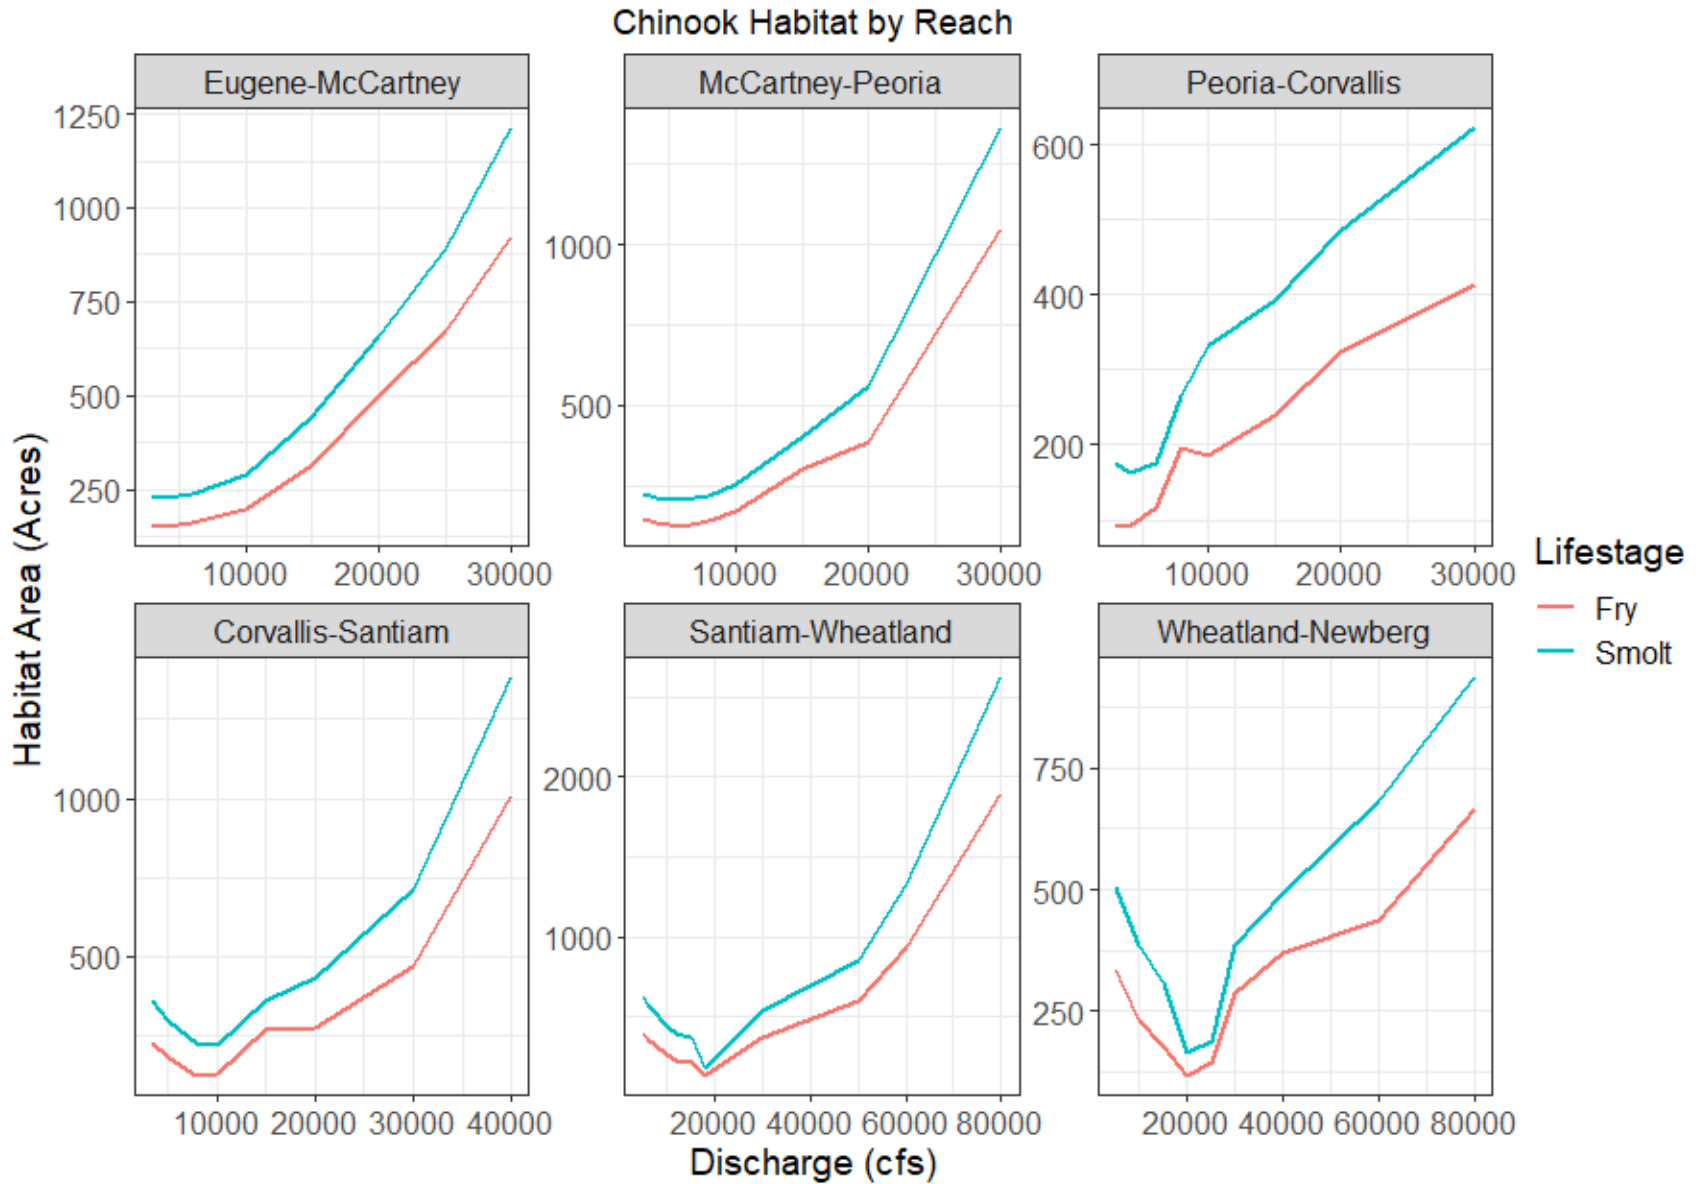 Chinook Habitat by Reach
Eugene-McCartney
McCartney-Peoria
Peoria-Corvallis
1250
1000
750
500
250
1000
500
600
400
200
10000 20000 30000
10000 20000 30000
10000 20000 30000
Corvallis-Santiam
Santiam-Wheatland
Wheatland-Newberg
1000
500
2000
1000
750
500
250
10000 20000 30000 40000
20000 40000 60000 80000
20000 40000 60000 80000
Habitat Area (Acres)
Discharge (cfs)
Lifestage
Fry
Smolt